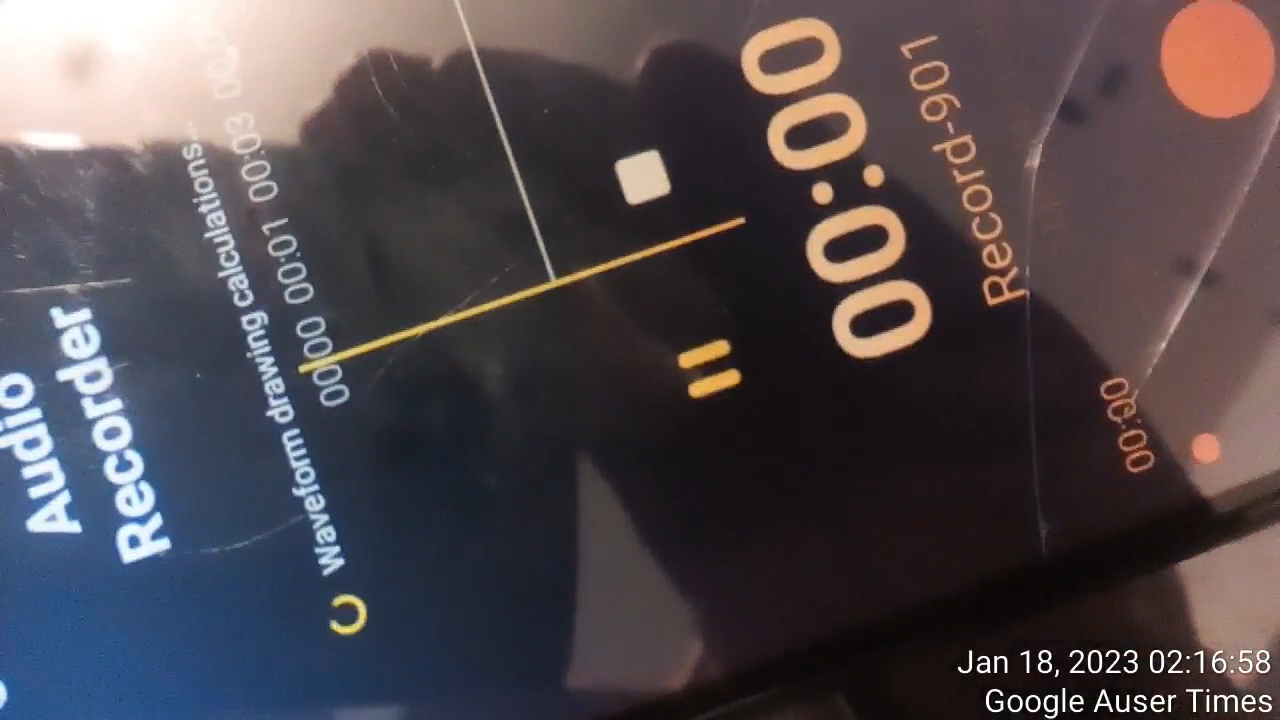 Audio
Recorder
Waveform drawing calculations...
00:00 00:01 00:03
00:00
Record-901
00:00
Jan 18, 2023 02:16:58
Google Auser Times